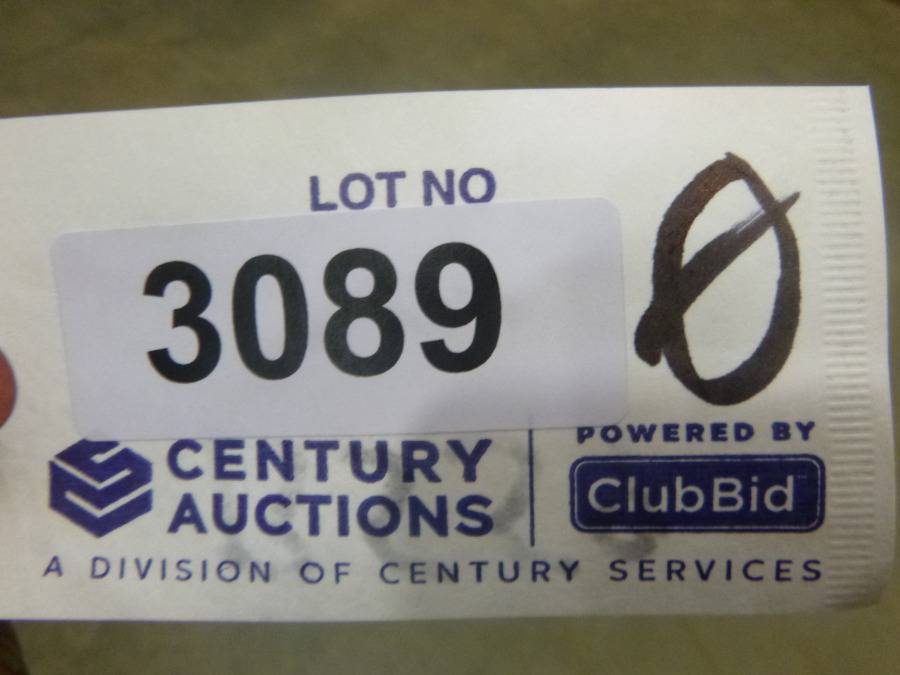 LOT NO
3089
Ø
CENTURY
AUCTIONS
POWERED BY
ClubBid
A DIVISION OF CENTURY SERVICES